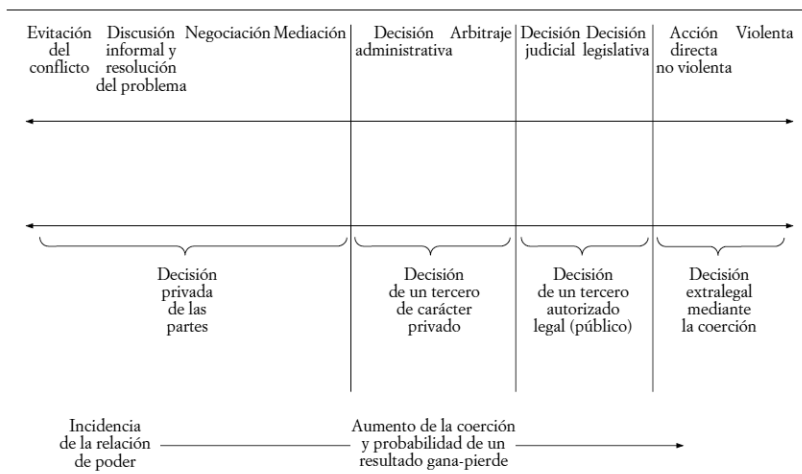 Evitación
del
conflicto
Discusión
informal y
resolución
del problema
Negociación
Mediación
Decisión
administrativa
Arbitraje
Decisión
judicial
Decisión
legislativa
Acción
directa
no violenta
Violenta
Decisión
privada
de las
partes
Decisión
de un tercero
de carácter
privado
Decisión
de un tercero
autorizado
legal (público)
Decisión
extralegal
mediante
la coerción
Incidencia
de la relación
de poder
Aumento de la coerción
y probabilidad de un
resultado gana-pierde